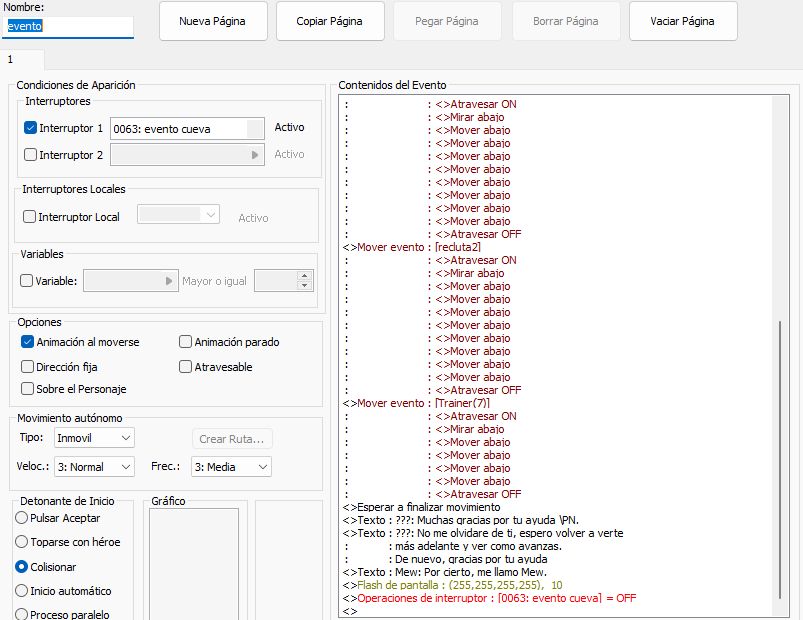 Nombre:
evento
Nueva Página
Copiar Página
Pegar Página
Borrar Página
Vaciar Página
1
Condiciones de Aparición
Interruptores
Interruptor 1
0063: evento cueva
Activo
Interruptor 2
Activo
Interruptores Locales
Interruptor Local
Activo
Variables
Variable:
Mayor o igual
Opciones
Animación al moverse
Animación parado
Dirección fija
Atravesable
Sobre el Personaje
Movimiento autónomo
Tipo:
Inmovil
Crear Ruta...
Veloc.:
3: Normal
Frec.:
3: Media
Detonante de Inicio
Pulsar Aceptar
Toparse con héroe
Colisionar
Inicio automático
Proceso paralelo
Gráfico
Contenidos del Evento
: : <>Atravesar ON
: : <>Mirar abajo
: : <>Mover abajo
: : <>Mover abajo
: : <>Mover abajo
: : <>Mover abajo
: : <>Mover abajo
: : <>Mover abajo
: : <>Mover abajo
: : <>Mover abajo
: : <>Atravesar OFF
<>Mover evento : [recluta2]
: : <>Atravesar ON
: : <>Mirar abajo
: : <>Mover abajo
: : <>Mover abajo
: : <>Mover abajo
: : <>Mover abajo
: : <>Mover abajo
: : <>Mover abajo
: : <>Mover abajo
: : <>Mover abajo
: : <>Atravesar OFF
<>Mover evento : [Trainer(7)]
: : <>Atravesar ON
: : <>Mirar abajo
: : <>Mover abajo
: : <>Mover abajo
: : <>Mover abajo
: : <>Mover abajo
: : <>Atravesar OFF
<>Esperar a finalizar movimiento
<>Texto : ???: Muchas gracias por tu ayuda \PN.
<>Texto : ???: No me olvidare de ti, espero volver a verte
: : más adelante y ver como avanzas.
: : De nuevo, gracias por tu ayuda
<>Texto : Mew: Por cierto, me llamo Mew.
<>Flash de pantalla : (255,255,255,255), 10
<>Operaciones de interruptor : [0063: evento cueva] = OFF
<>